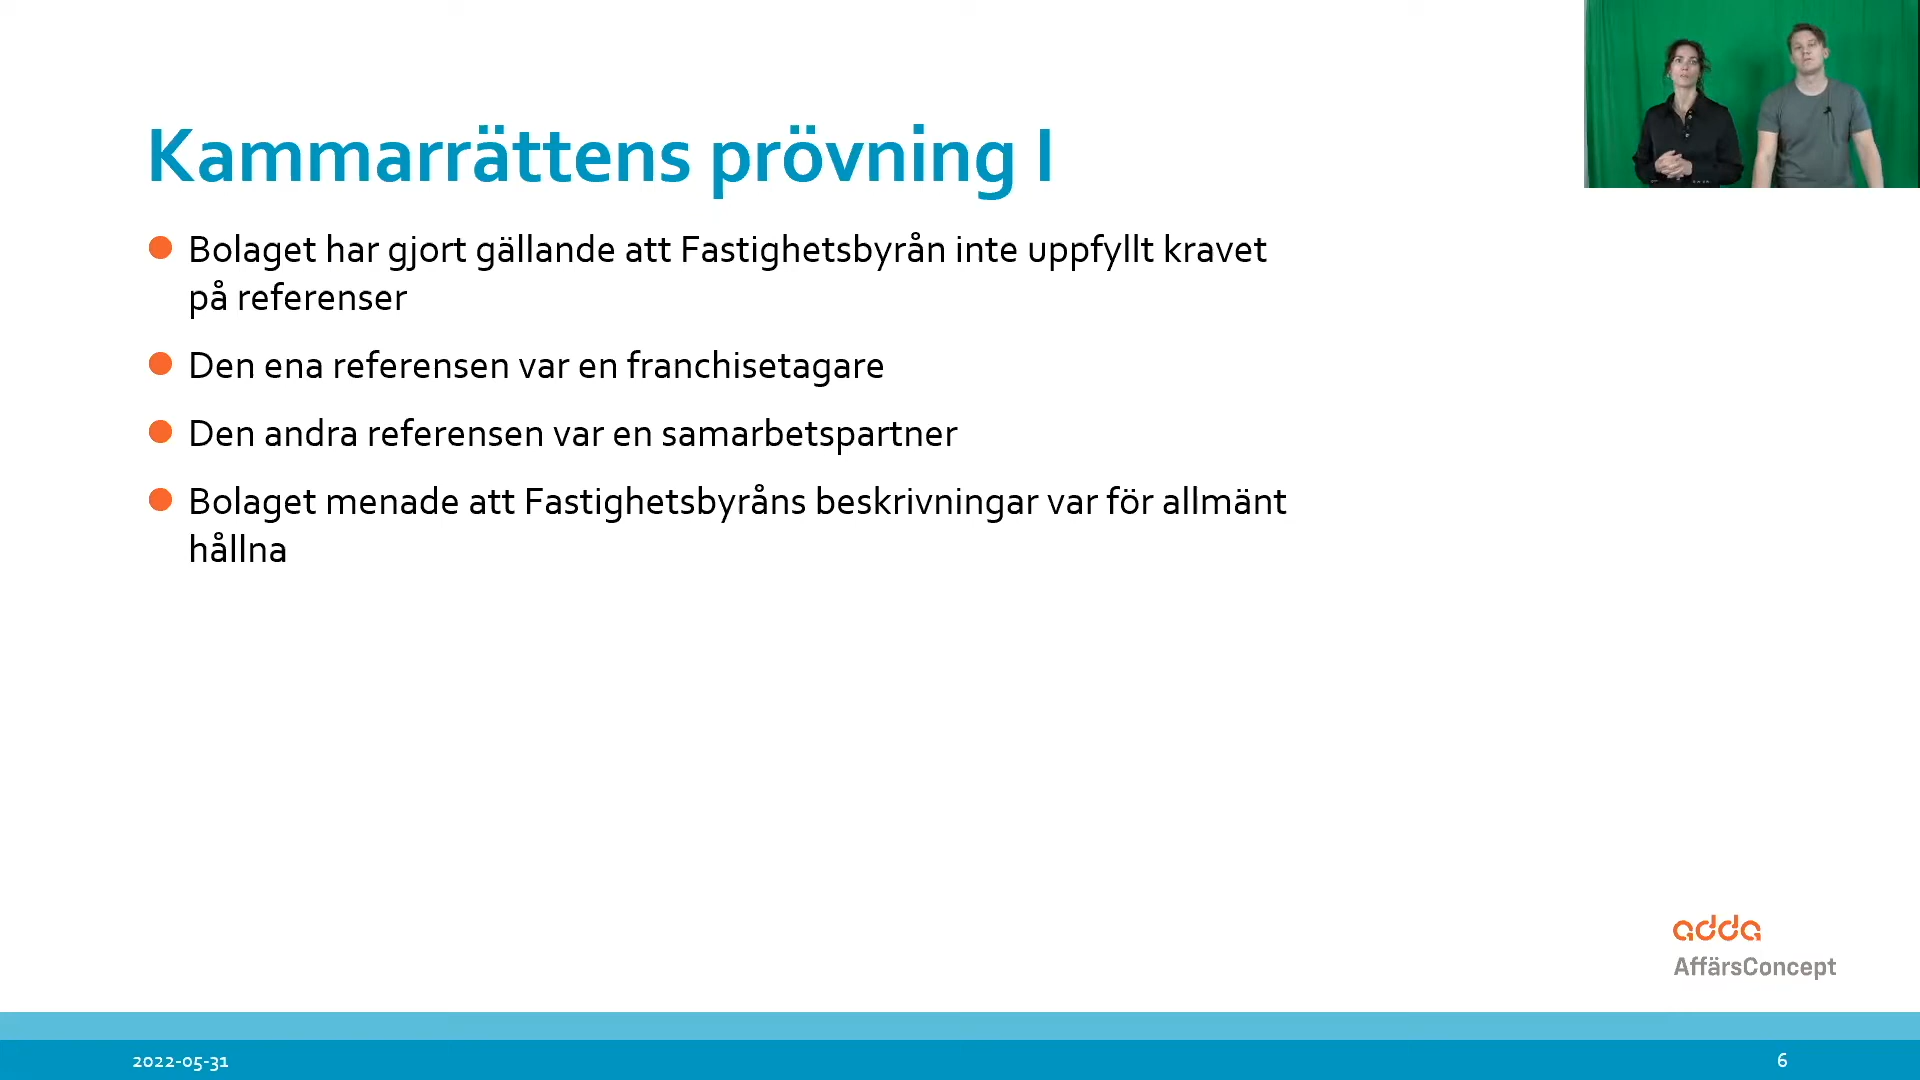 Kammarrättens prövning I
Bolaget har gjort gällande att Fastighetsbyrån inte uppfyllt kravet
på referenser
Den ena referensen var en franchisetagare
Den andra referensen var en samarbetspartner
Bolaget menade att Fastighetsbyråns beskrivningar var för allmänt
hållna
adda
AffärsConcept
2022-05-31
6